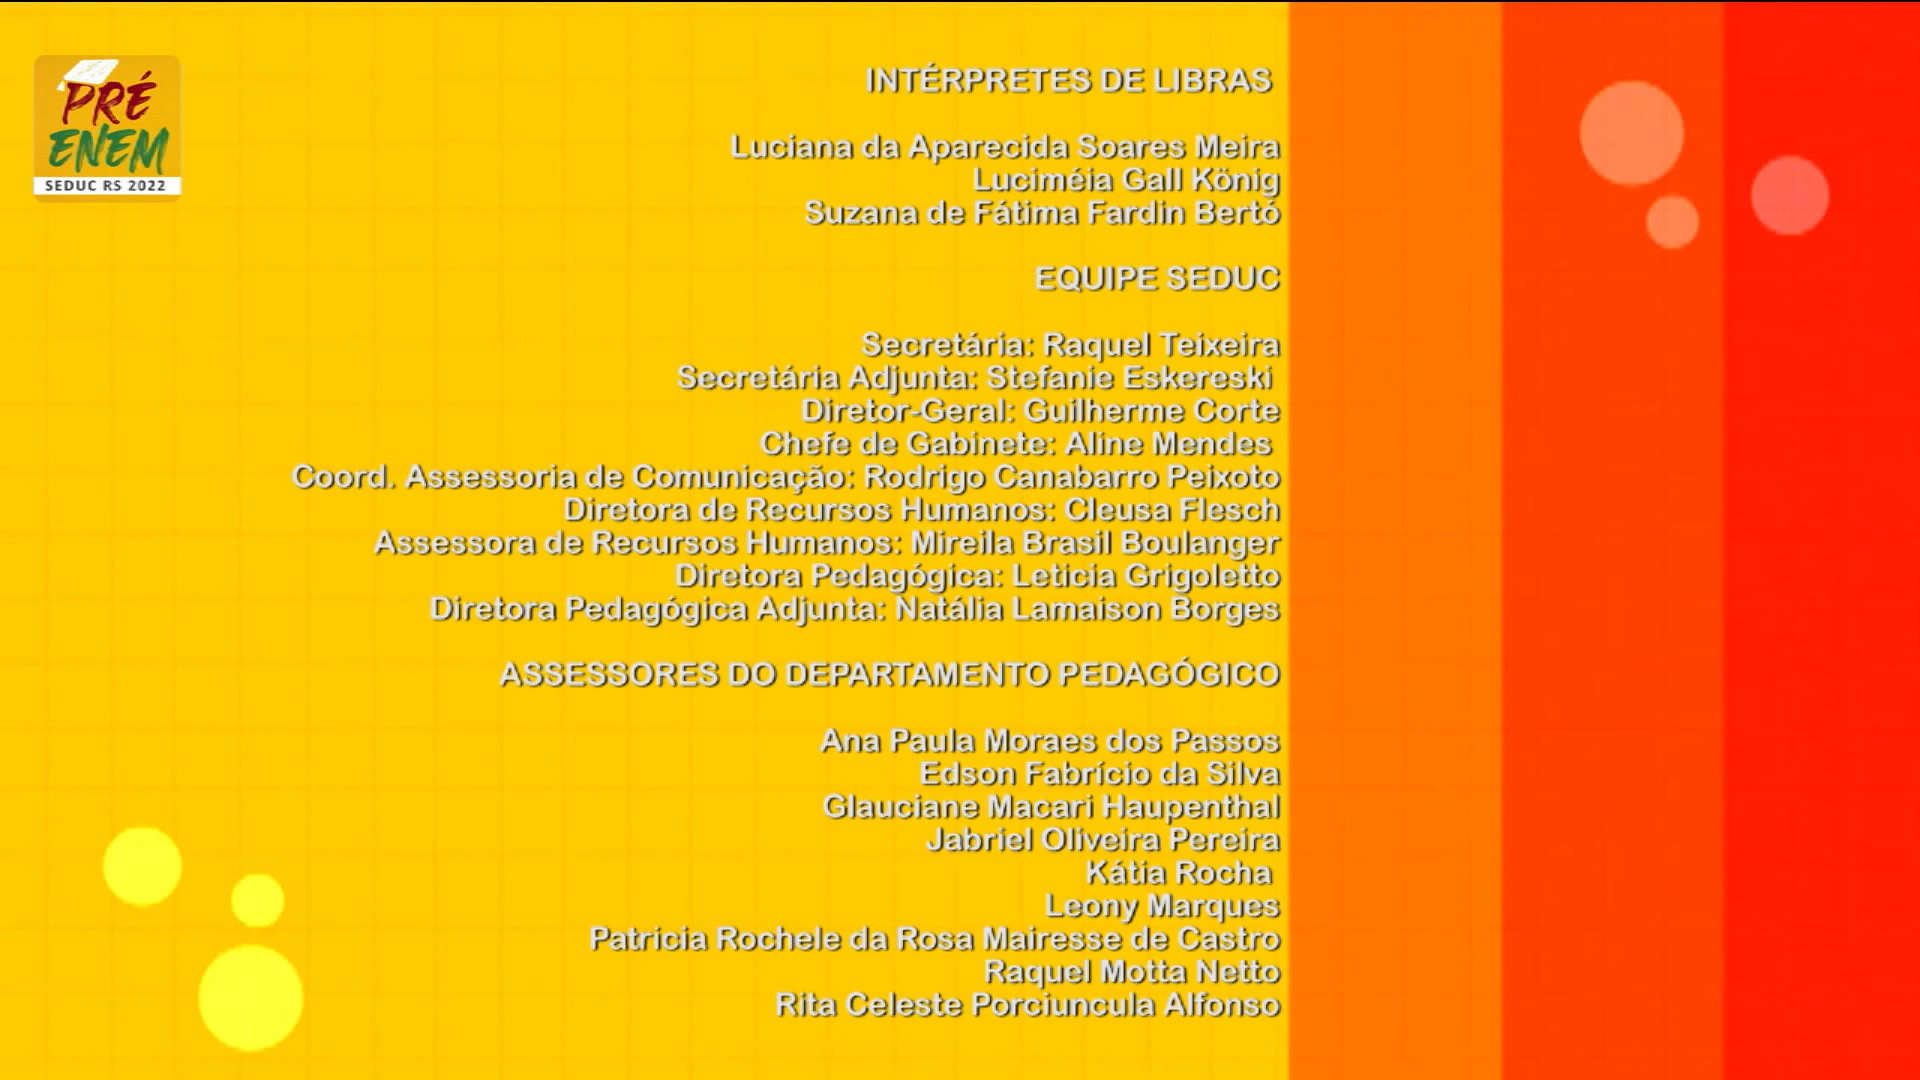 PRÉ
ENEM
SEDUC RS 2022
INTÉRPRETES DE LIBRAS
Luciana da Aparecida Soares Meira
Luciméia Gall König
Suzana de Fátima Fardin Bertó
EQUIPE SEDUC
Secretária: Raquel Teixeira
Secretária Adjunta: Stefanie Eskereski
Diretor-Geral: Guilherme Corte
Chefe de Gabinete: Aline Mendes
Coord. Assessoria de Comunicação: Rodrigo Canabarro Peixoto
Diretora de Recursos Humanos: Cleusa Flesch
Assessora de Recursos Humanos: Mireila Brasil Boulanger
Diretora Pedagógica: Leticia Grigoletto
Diretora Pedagógica Adjunta: Natália Lamaison Borges
ASSESSORES DO DEPARTAMENTO PEDAGÓGICO
Ana Paula Moraes dos Passos
Edson Fabrício da Silva
Glauciane Macari Haupenthal
Jabriel Oliveira Pereira
Kátia Rocha
Leony Marques
Patricia Rochele da Rosa Mairesse de Castro
Raquel Motta Netto
Rita Celeste Porciuncula Alfonso